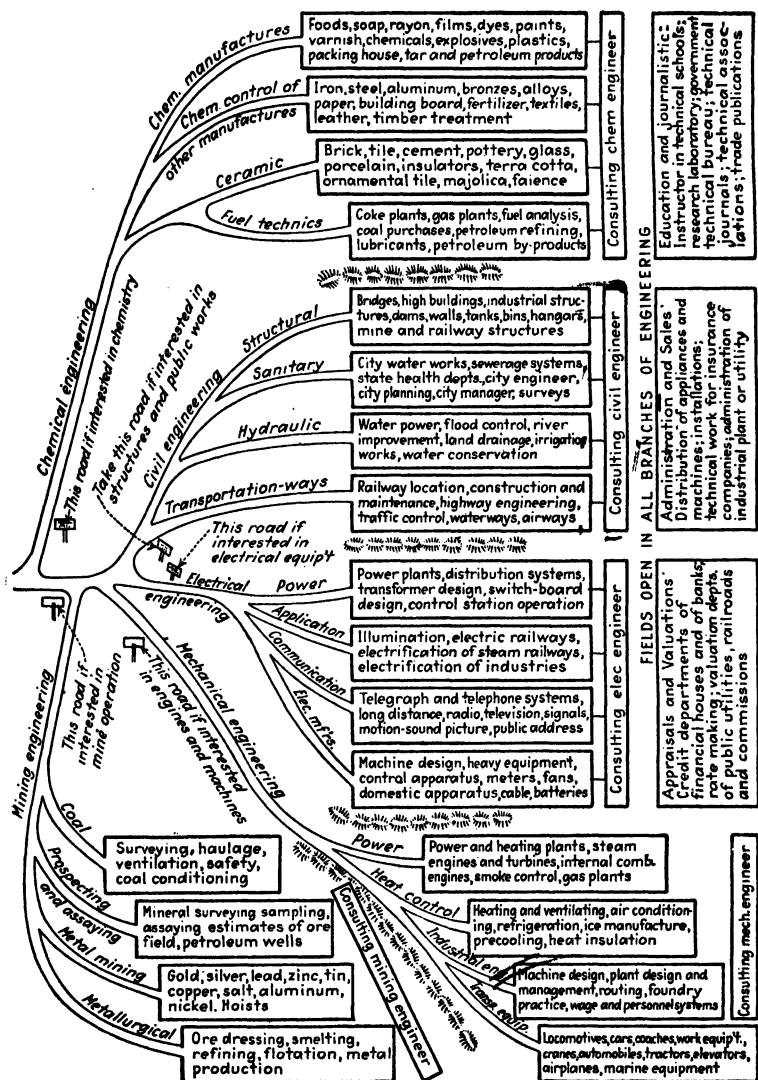 Chem. manufactures
Foods, soap, rayon, films, dyes, paints,
varnish, chemicals, explosives, plastics,
packing house, tar and petroleum products
Chem. control of
other manufactures
Iron, steel, aluminum, bronzes, alloys,
paper, building board, fertilizer, textiles,
leather, timber treatment
Ceramic
Brick, tile, cement, pottery, glass,
porcelain, insulators, terra cotta,
ornamental tile, majolica, faience
Fuel technics
Coke plants, gas plants, fuel analysis,
coal purchases, petroleum refining,
lubricants, petroleum by-products
Consulting chem engineer
Chemical engineering
This road if interested in chemistry
Take this road if interested in
structures and public works
Civil engineering
Structural
Bridges, high buildings, industrial struc-
tures, dams, walls, tanks, bins, hangars,
mine and railway structures
Sanitary
City water works, sewerage systems,
state health depts., city engineer,
city planning, city manager, surveys
Hydraulic
Water power, flood control, river
improvement, land drainage, irrigation
works, water conservation
Transportation-ways
Railway location, construction and
maintenance, highway engineering,
traffic control, waterways, airways
Consulting civil engineer
This road if
interested in
electrical equip't
Electrical
engineering
Power
Power plants, distribution systems,
transformer design, switch-board
design, control station operation
Application
Illumination, electric railways,
electrification of steam railways,
electrification of industries
Communication
Telegraph and telephone systems,
long distance, radio, television, signals,
motion-sound picture, public address
Elec. mfts.
Machine design, heavy equipment,
control apparatus, meters, fans,
domestic apparatus, cable, batteries
Consulting elec engineer
FIELDS OPEN IN ALL BRANCHES OF ENGINEERING
Education and journalistic:
Instructor in technical schools;
research laboratory; government
technical bureau; technical
journals; technical assoc-
iations; trade publications
Administration and Sales:
Distribution of appliances and
machines; installations;
technical work for insurance
companies; administration of
industrial plant or utility
Appraisals and Valuations:
Credit departments of
financial houses and of banks;
rate making; valuation depts.
of public utilities, railroads
and commissions
Mechanical engineering
This road if interested
in engines and machines
Power
Power and heating plants, steam
engines and turbines, internal comb.
engines, smoke control, gas plants
Heat control
Heating and ventilating, air condition-
ing, refrigeration, ice manufacture,
precooling, heat insulation
Industrial eng
Machine design, plant design and
management, routing, foundry
practice, wage and personnel systems
Transp. equip.
Locomotives, cars, coaches, work equip't.,
cranes, automobiles, tractors, elevators,
airplanes, marine equipment
Consulting mech. engineer
Mining engineering
This road if
interested in
mine operation
Coal
Surveying, haulage,
ventilation, safety,
coal conditioning
Prospecting
and assaying
Mineral surveying sampling,
assaying estimates of ore
field, petroleum wells
Metal mining
Gold, silver, lead, zinc, tin,
copper, salt, aluminum,
nickel. Hoists
Metallurgical
Ore dressing, smelting,
refining, flotation, metal
production
Consulting mining engineer